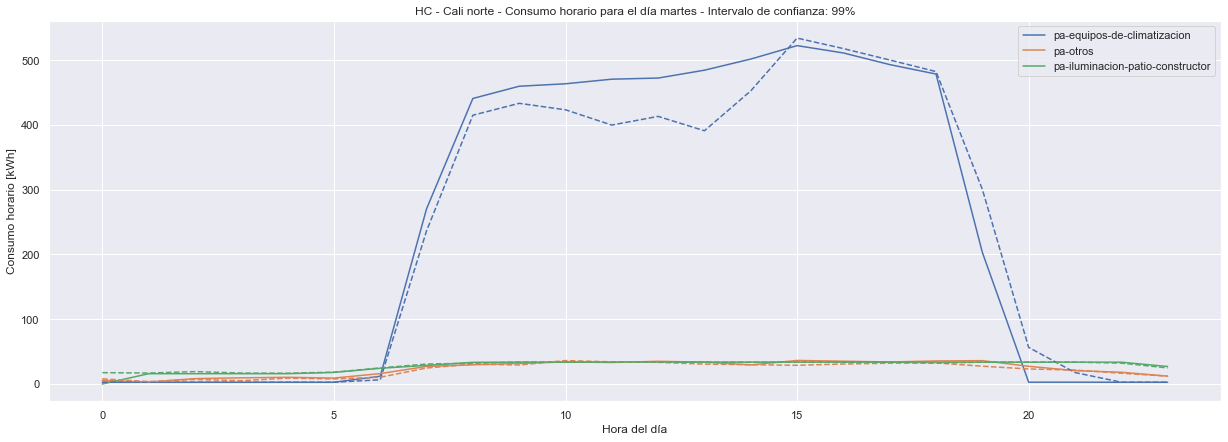 HC - Cali norte - Consumo horario para el día martes - Intervalo de confianza: 99%
pa-equipos-de-climatizacion
pa-otros
pa-iluminacion-patio-constructor
Consumo horario [kWh]
500
400
300
200
100
0
0 5 10 15 20
Hora del día